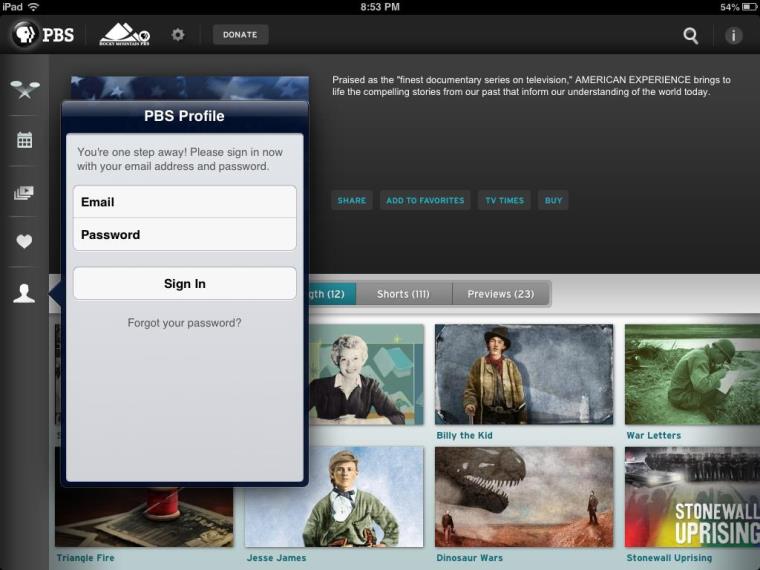 iPad
8:53 PM
54%
PBS
ROCKY MOUNTAIN PBS
DONATE
Praised as the "finest documentary series on television," AMERICAN EXPERIENCE brings to
life the compelling stories from our past that inform our understanding of the world today.
PBS Profile
You're one step away! Please sign in now
with your email address and password.
Email
Password
Sign In
Forgot your password?
SHARE
ADD TO FAVORITES
TV TIMES
BUY
gth (12)
Shorts (111)
Previews (23)
S
Billy the Kid
War Letters
STONEWALL
UPRISING
Triangle Fire
Jesse James
Dinosaur Wars
Stonewall Uprising